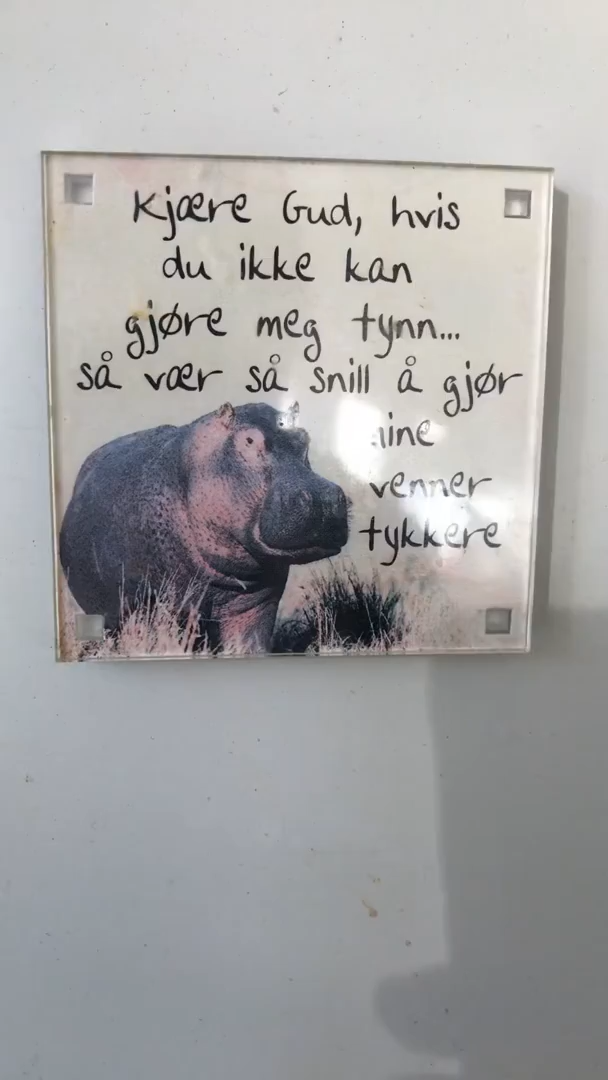 Kjære Gud, hvis
du ikke kan
gjøre meg tynn...
så vær så snill å gjør
venner
tykkere